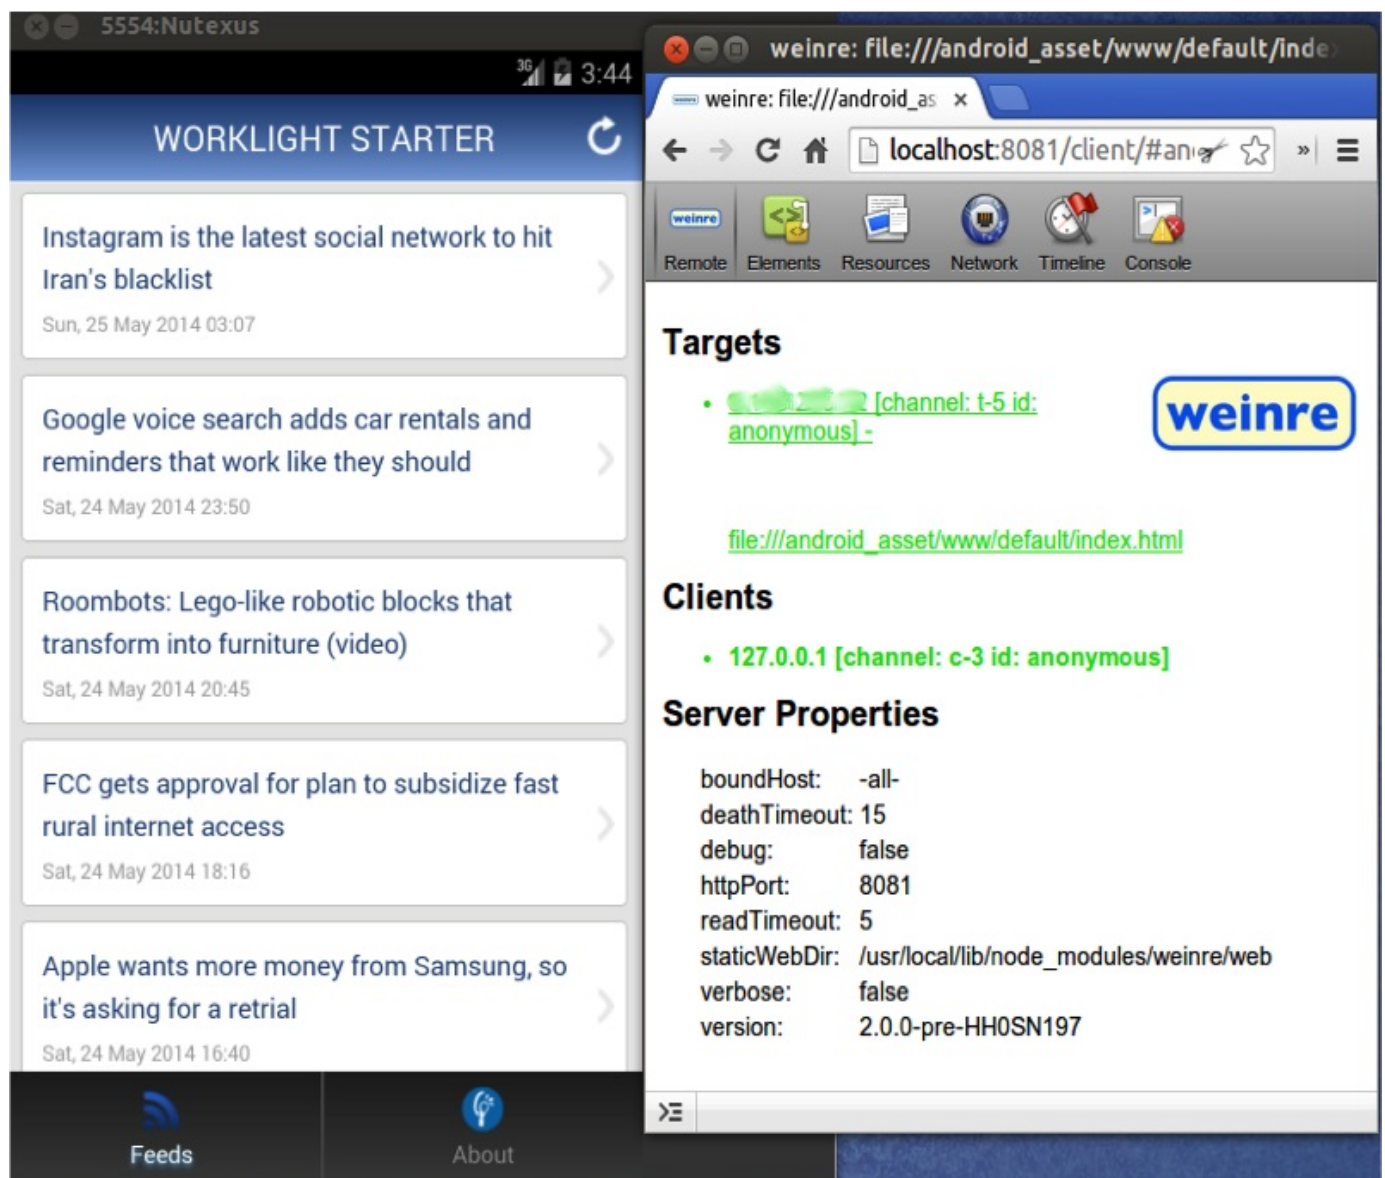 5554:Nutexus
3G 3:44
WORKLIGHT STARTER
Instagram is the latest social network to hit
Iran's blacklist
Sun, 25 May 2014 03:07
Google voice search adds car rentals and
reminders that work like they should
Sat, 24 May 2014 23:50
Roombots: Lego-like robotic blocks that
transform into furniture (video)
Sat, 24 May 2014 20:45
FCC gets approval for plan to subsidize fast
rural internet access
Sat, 24 May 2014 18:16
Apple wants more money from Samsung, so
it's asking for a retrial
Sat, 24 May 2014 16:40
Feeds
About
weinre: file:///android_asset/www/default/inde
weinre: file:///android_as
localhost:8081/client/#an
weinre
Remote Elements Resources Network Timeline Console
Targets
2 [channel: t-5 id:
anonymous] -
weinre
file:///android_asset/www/default/index.html
Clients
• 127.0.0.1 [channel: c-3 id: anonymous]
Server Properties
boundHost: -all-
deathTimeout: 15
debug: false
httpPort: 8081
readTimeout: 5
staticWebDir: /usr/local/lib/node_modules/weinre/web
verbose: false
version: 2.0.0-pre-HH0SN197